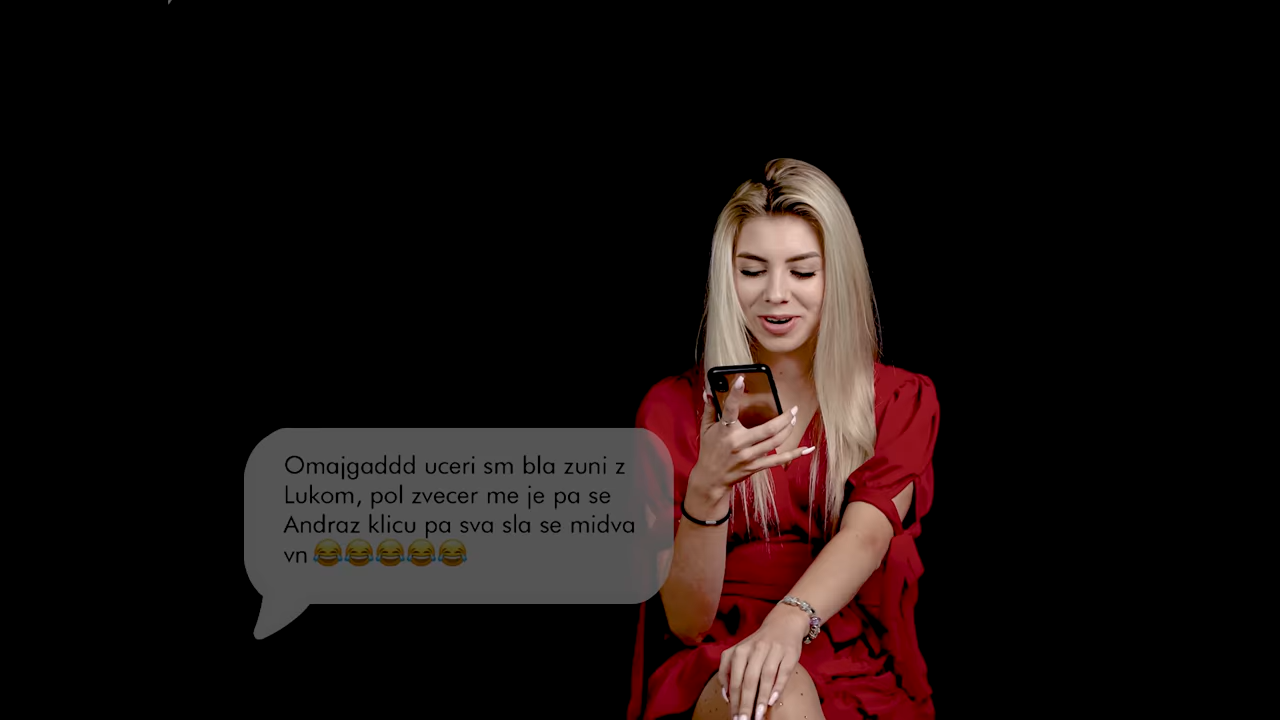 Omajgaddd uceri sm bla zuni z
Lukom, pol zvecer me je pa se
Andraz klicu pa sva sla se midva
vn 😂😂😂😂😂